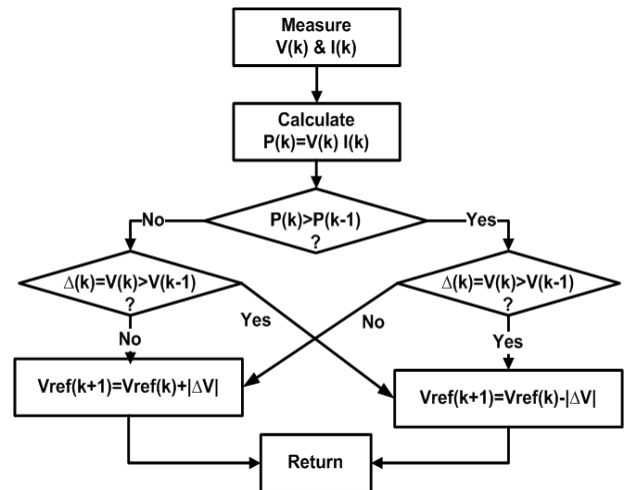 Measure
V(k) & I(k)
Calculate
P(k)=V(k) I(k)
No
P(k)>P(k-1)
?
Yes
Δ(k)=V(k)>V(k-1)
?
Δ(k)=V(k)>V(k-1)
?
Yes
No
No
Yes
Vref(k+1)=Vref(k)+|ΔV|
Vref(k+1)=Vref(k)-|ΔV|
Return